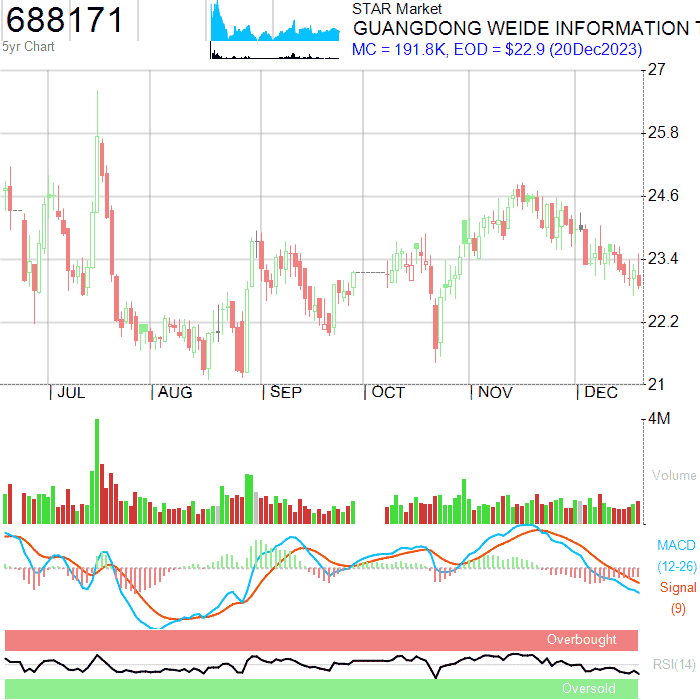 688171
5yr Chart
STAR Market
GUANGDONG WEIDE INFORMATION
MC = 191.8K, EOD = $22.9 (20Dec2023)
27
25.8
24.6
23.4
22.2
21
JUL AUG SEP OCT NOV DEC
4M
Volume
MACD
(12-26)
Signal
(9)
Overbought
RSI(14)
Oversold